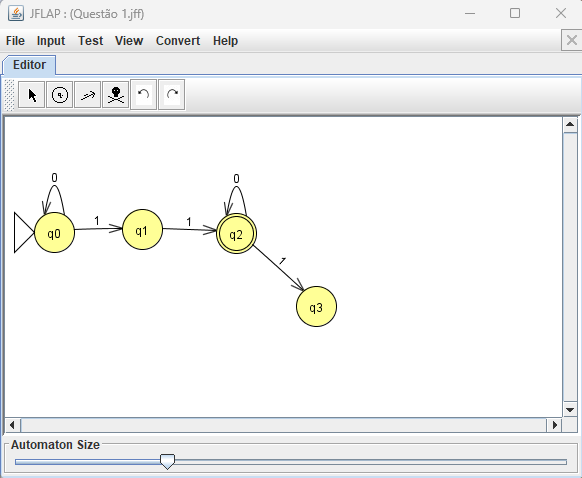 JFLAP : (Questão 1.jff)
File Input Test View Convert Help
Editor
0 0
q0 1 q1 1 q2
1
q3
Automaton Size